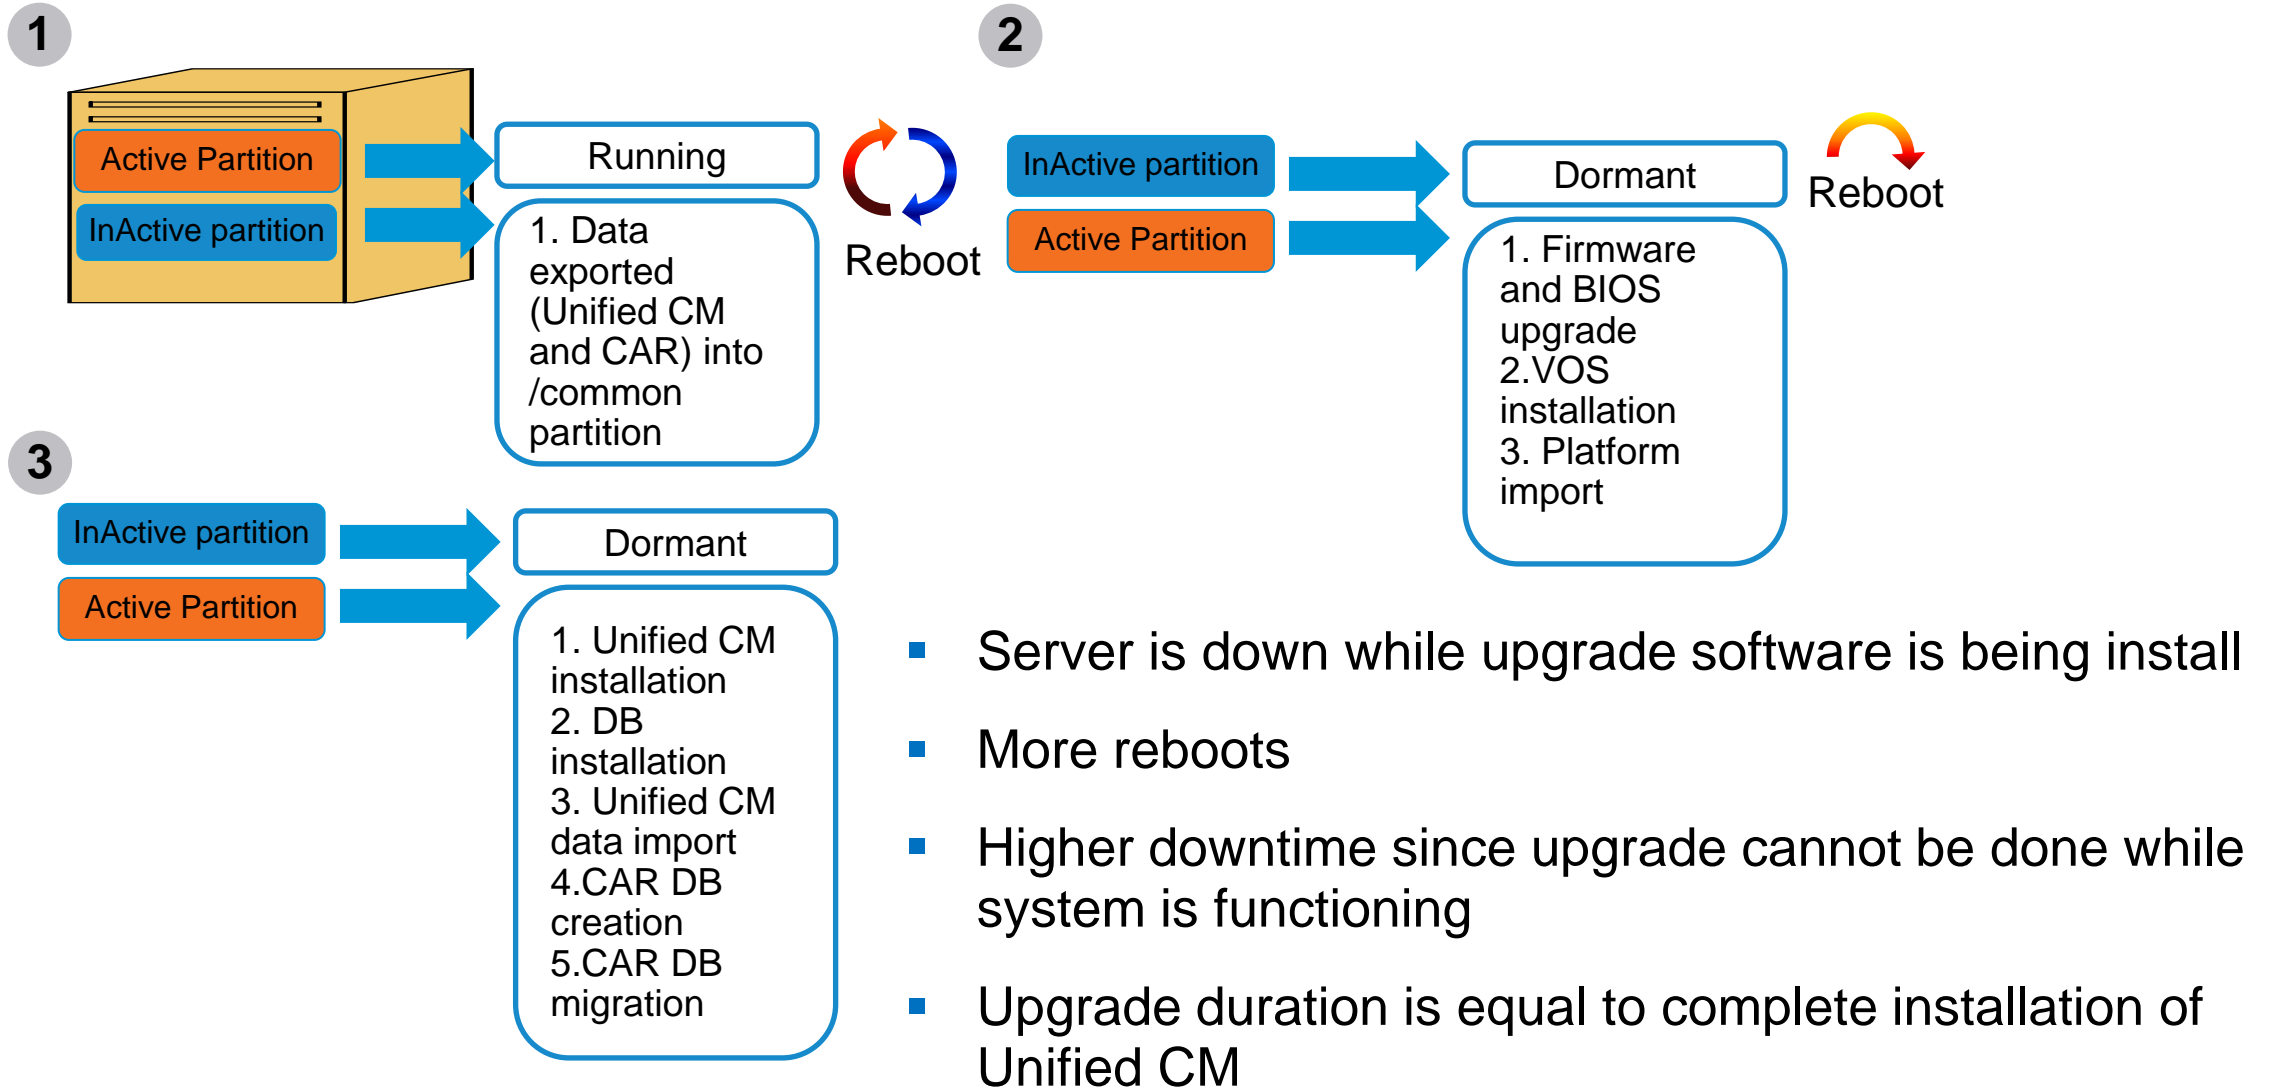 1
Active Partition
InActive partition
Running
1. Data
exported
(Unified CM
and CAR) into
/common
partition
Reboot
2
InActive partition
Active Partition
Dormant
1. Firmware
and BIOS
upgrade
2.VOS
installation
3. Platform
import
Reboot
3
InActive partition
Active Partition
Dormant
1. Unified CM
installation
2. DB
installation
3. Unified CM
data import
4.CAR DB
creation
5.CAR DB
migration
Server is down while upgrade software is being install
More reboots
Higher downtime since upgrade cannot be done while
system is functioning
Upgrade duration is equal to complete installation of
Unified CM